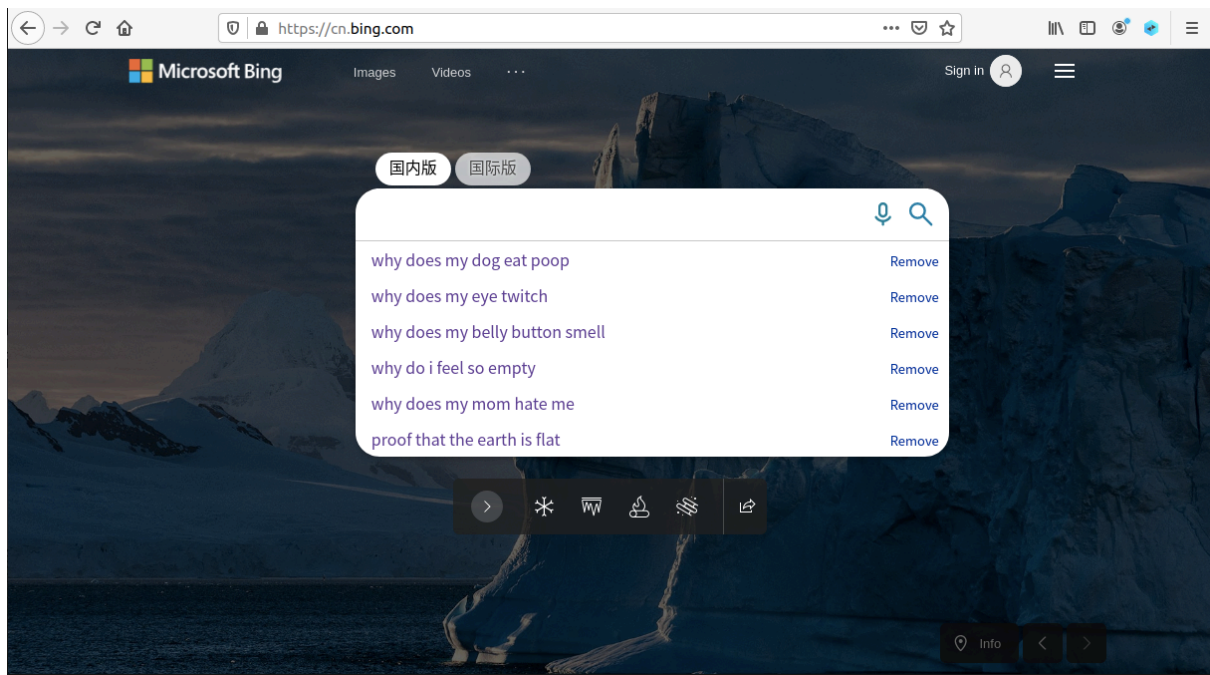 https://cn.bing.com
Microsoft Bing Images Videos ··· Sign in
国内版 国际版
why does my dog eat poop Remove
why does my eye twitch Remove
why does my belly button smell Remove
why do i feel so empty Remove
why does my mom hate me Remove
proof that the earth is flat Remove
Info